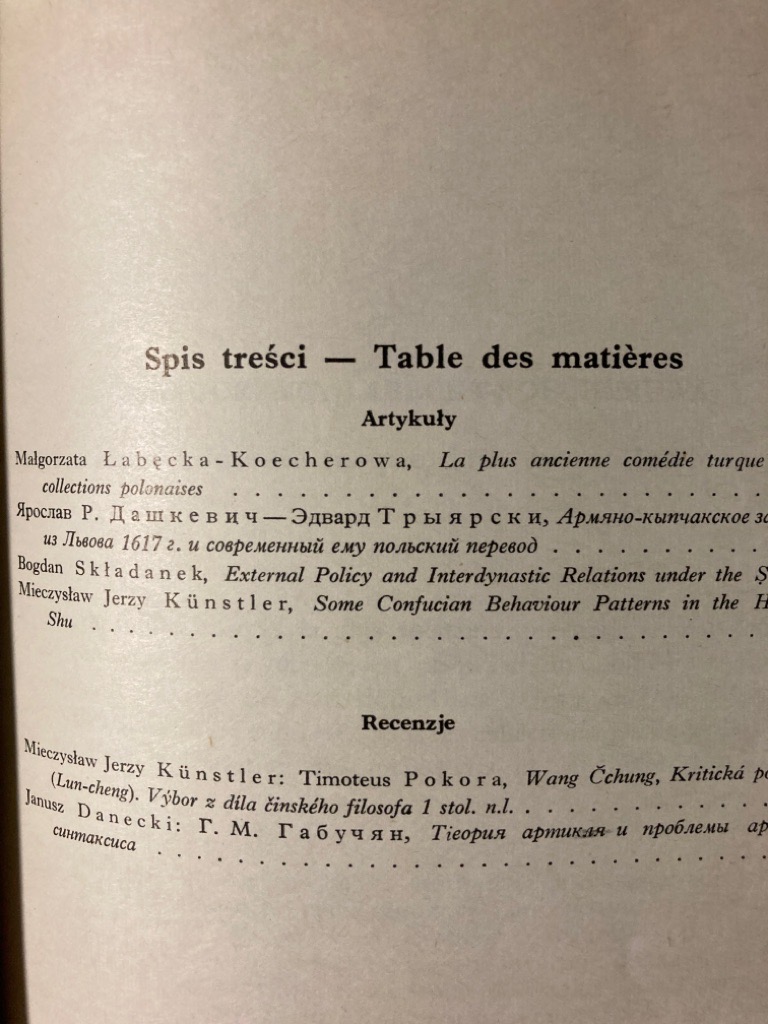 Spis treści — Table des matières
Artykuły
Małgorzata Łabęcka-Koecherowa, La plus ancienne comédie turque
collections polonaises . . . . . . . . . . . . . . . . . . . . . . . .
Ярослав Р. Дашкевич—Эдвард Трыярски, Армяно-кыпчакское
из Львова 1617 г. и современный ему польский перевод . . . . . . . .
Bogdan Składanek, External Policy and Interdynastic Relations under the
Mieczysław Jerzy Künstler, Some Confucian Behaviour Patterns in the
Shu . . . . . . . . . . . . . . . . . . . . . . . . . . . . . .
Recenzje
Mieczysław Jerzy Künstler: Timoteus Pokora, Wang Čchung, Kritická
(Lun-cheng). Výbor z díla čínského filosofa 1 stol. n.l. . . . . . . . . . .
Janusz Danecki: Г. М. Габучян, Тіеория артикля и проблемы
синтаксиса . . . . . . . . . . . . . . . . . . . . . . . . . . .